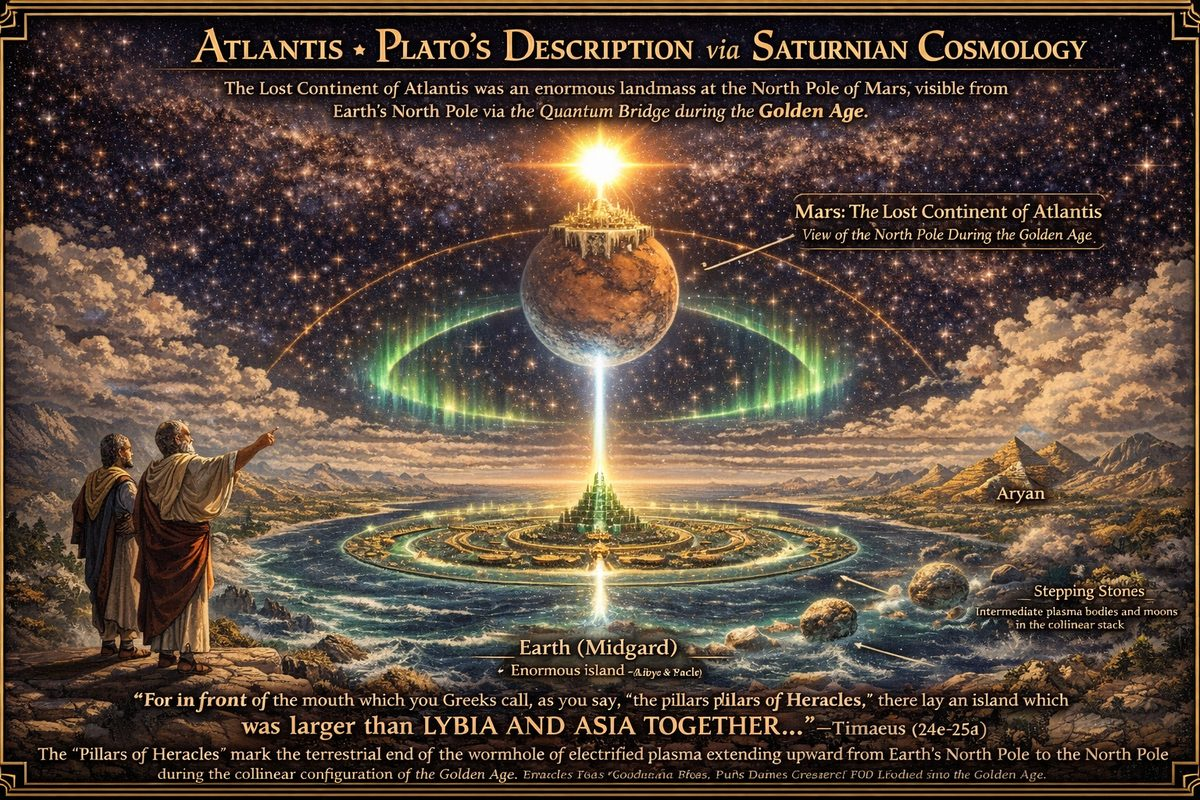 ATLANTIS ★ PLATO'S DESCRIPTION via SATURNIAN COSMOLOGY
The Lost Continent of Atlantis was an enormous landmass at the North Pole of Mars, visible from
Earth's North Pole via the Quantum Bridge during the Golden Age.
Mars: The Lost Continent of Atlantis
View of the North Pole During the Golden Age
Aryan
Stepping Stones
Intermediate plasma bodies and moons
in the collinear stack
Earth (Midgard)
Enormous island
"For in front of the mouth which you Greeks call, as you say, "the pillars plilars of Heracles," there lay an island which
was larger than LYBIA AND ASIA TOGETHER..."—Timaeus (24e-25a)
The "Pillars of Heracles" mark the terrestrial end of the wormhole of electrified plasma extending upward from Earth's North Pole to the North Pole
during the collinear configuration of the Golden Age. the Golden Age.